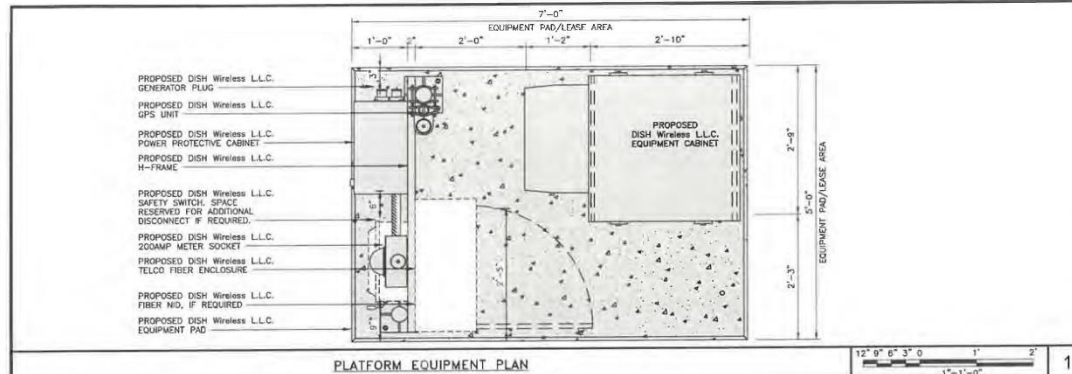 7'-0"
EQUIPMENT PAD/LEASE AREA
1'-0" 2" 2'-0" 1'-2" 2'-10"
3"
PROPOSED DISH Wireless L.L.C.
GENERATOR PLUG
PROPOSED DISH Wireless L.L.C.
GPS UNIT
PROPOSED DISH Wireless L.L.C.
POWER PROTECTIVE CABINET
PROPOSED DISH Wireless L.L.C.
H-FRAME
PROPOSED DISH Wireless L.L.C.
SAFETY SWITCH. SPACE
RESERVED FOR ADDITIONAL
DISCONNECT IF REQUIRED.
PROPOSED DISH Wireless L.L.C.
200AMP METER SOCKET
PROPOSED DISH Wireless L.L.C.
TELCO FIBER ENCLOSURE
PROPOSED DISH Wireless L.L.C.
FIBER NID, IF REQUIRED
PROPOSED DISH Wireless L.L.C.
EQUIPMENT PAD
6"
9"
2'-5"
PROPOSED
DISH Wireless L.L.C.
EQUIPMENT CABINET
2'-9"
2'-3"
5'-0"
EQUIPMENT PAD/LEASE AREA
PLATFORM EQUIPMENT PLAN
12" 9" 6" 3" 0 1' 2'
1"=1'-0"
1